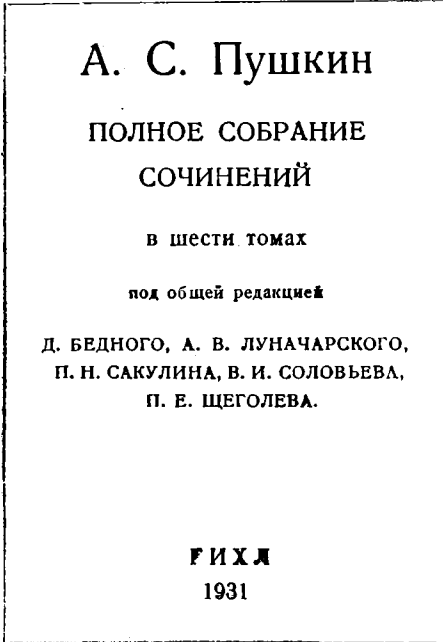 А. С. Пушкин
ПОЛНОЕ СОБРАНИЕ
СОЧИНЕНИЙ
в шести томах
под общей редакцией
Д. БЕДНОГО, А. В. ЛУНАЧАРСКОГО,
П. Н. САКУЛИНА, В. И. СОЛОВЬЕВА,
П. Е. ЩЕГОЛЕВА.
ГИХЛ
1931